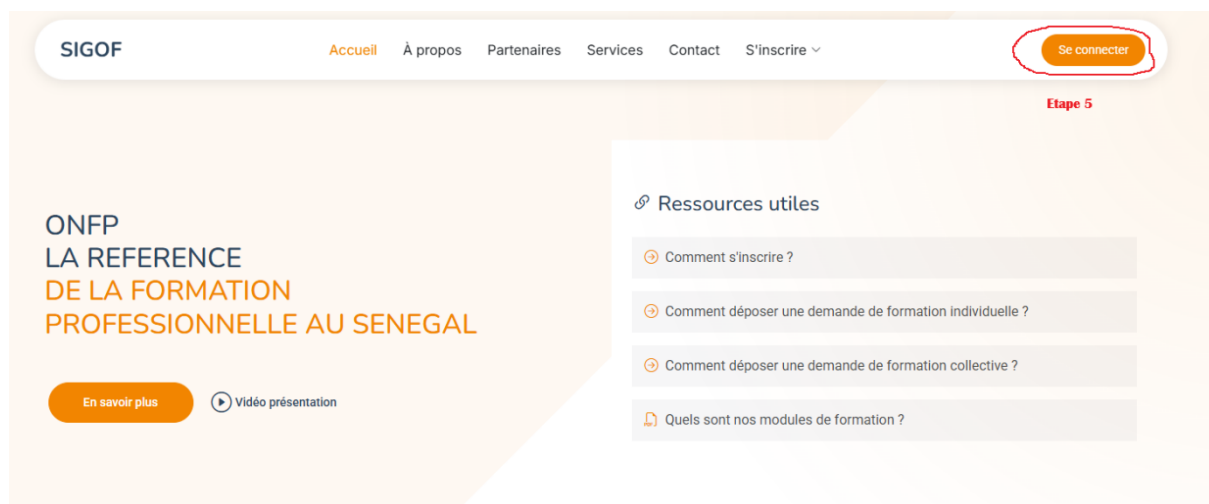 SIGOF
Accueil À propos Partenaires Services Contact S'inscrire
Se connecter
Etape 5
ONFP
LA REFERENCE
DE LA FORMATION
PROFESSIONNELLE AU SENEGAL
En savoir plus
Vidéo présentation
Ressources utiles
Comment s'inscrire ?
Comment déposer une demande de formation individuelle ?
Comment déposer une demande de formation collective ?
PDF
Quels sont nos modules de formation ?